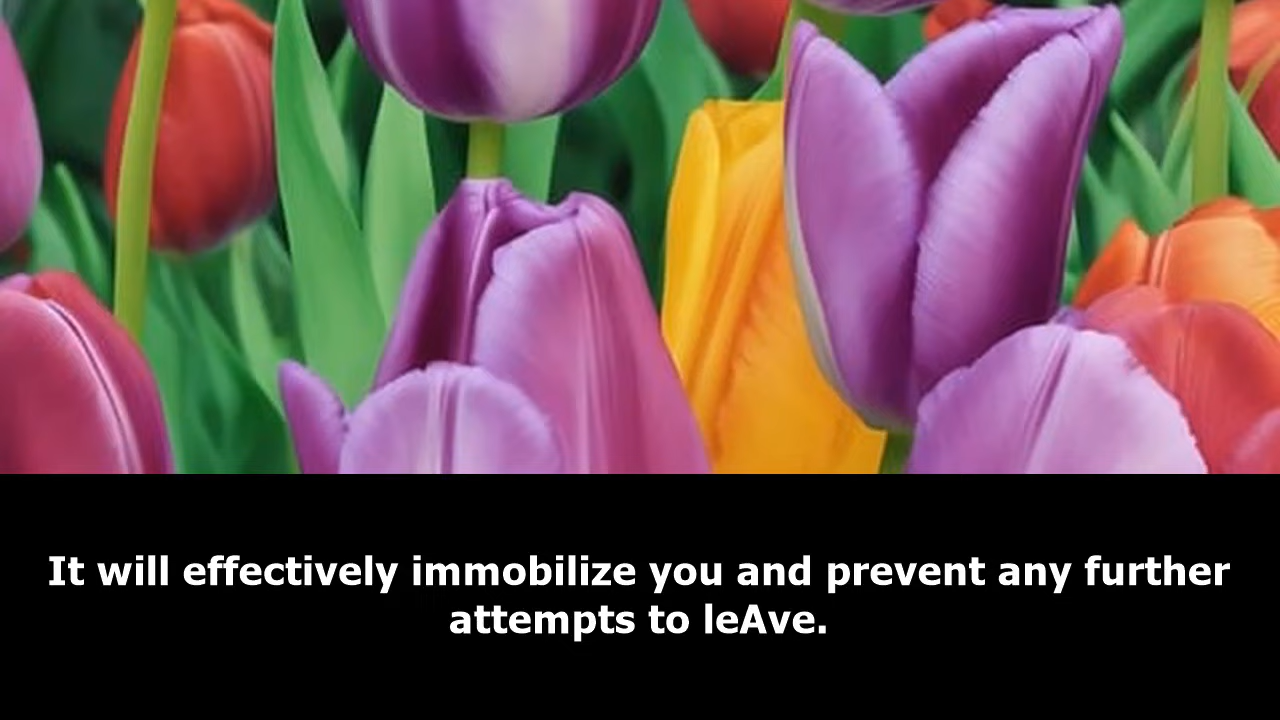 It will effectively immobilize you and prevent any further
attempts to leAve.